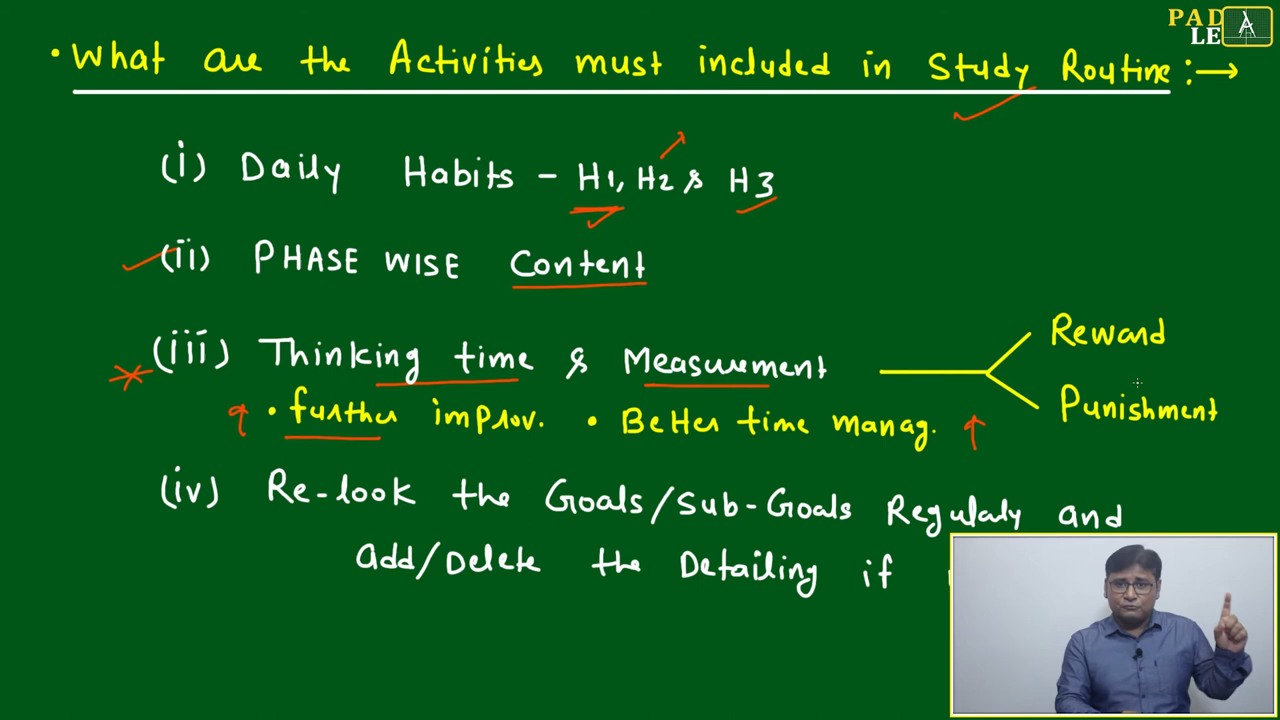 PAD
LE
• What are the Activities must included in Study Routine :→
(i) Daily Habits - H1, H2 & H3
(ii) PHASE WISE Content
(iii) Thinking time & Measurement
Reward
Punishment
• further improv. • Better time manag.
(iv) Re-look the Goals/Sub-Goals Regularly and
Add/Delete the Detailing if